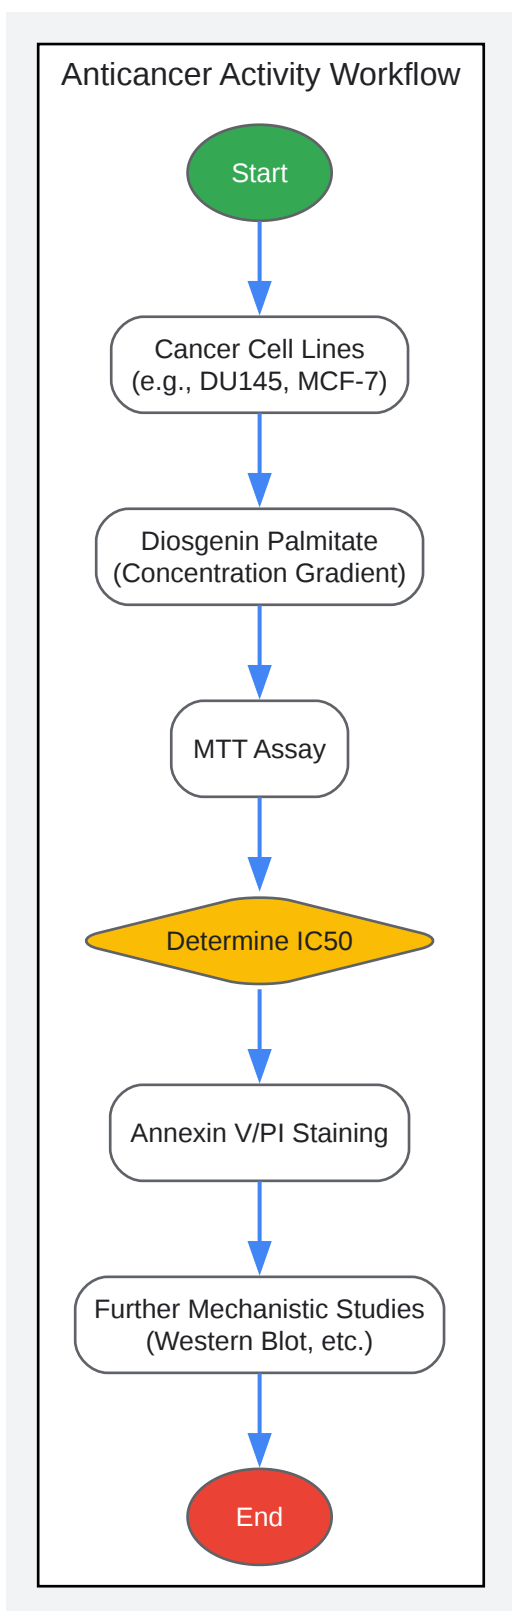 Anticancer Activity Workflow
Start
Cancer Cell Lines
(e.g., DU145, MCF-7)
Diosgenin Palmitate
(Concentration Gradient)
MTT Assay
Determine IC50
Annexin V/PI Staining
Further Mechanistic Studies
(Western Blot, etc.)
End